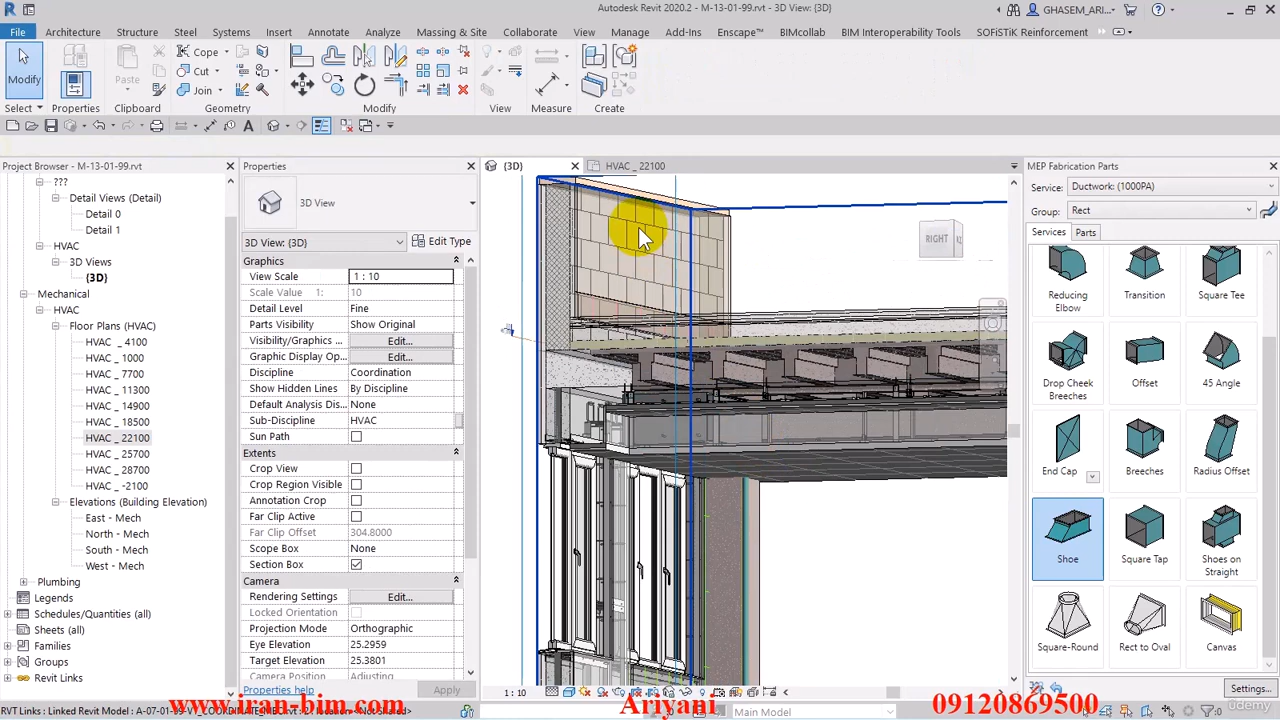 Autodesk Revit 2020.2 - M-13-01-99.rvt - 3D View: {3D}
GHASEM_ARI...
File Architecture Structure Steel Systems Insert Annotate Analyze Massing & Site Collaborate View Manage Add-Ins Enscape™ BIMcollab BIM Interoperability Tools SOFiSTiK Reinforcement
Modify
Properties
Paste
Cope
Cut
Join
Select Properties Clipboard Geometry Modify View Measure Create
Project Browser - M-13-01-99.rvt
???
Detail Views (Detail)
Detail 0
Detail 1
HVAC
3D Views
{3D}
Mechanical
HVAC
Floor Plans (HVAC)
HVAC _ 4100
HVAC _ 1000
HVAC _ 7700
HVAC _ 11300
HVAC _ 14900
HVAC _ 18500
HVAC _ 22100
HVAC _ 25700
HVAC _ 28700
HVAC _ -2100
Elevations (Building Elevation)
East - Mech
North - Mech
South - Mech
West - Mech
Plumbing
Legends
Schedules/Quantities (all)
Sheets (all)
Families
Groups
Revit Links
Properties
3D View
3D View: {3D}
Edit Type
Graphics
View Scale 1 : 10
Scale Value 1: 10
Detail Level Fine
Parts Visibility Show Original
Visibility/Graphics ... Edit...
Graphic Display Op... Edit...
Discipline Coordination
Show Hidden Lines By Discipline
Default Analysis Dis... None
Sub-Discipline HVAC
Sun Path
Extents
Crop View
Crop Region Visible
Annotation Crop
Far Clip Active
Far Clip Offset 304.8000
Scope Box None
Section Box
Camera
Rendering Settings Edit...
Locked Orientation
Projection Mode Orthographic
Eye Elevation 25.2959
Target Elevation 25.3801
Camera Position Adjusting
Properties help
Apply
{3D}
HVAC _ 22100
RIGHT
1 : 10
MEP Fabrication Parts
Service: Ductwork (1000PA)
Group: Rect
Services Parts
Reducing Elbow
Transition
Square Tee
Drop Cheek Breeches
Offset
45 Angle
End Cap
Breeches
Radius Offset
Shoe
Square Tap
Shoes on Straight
Square-Round
Rect to Oval
Canvas
Settings...
Main Model
:0
www.iran-bim.com Ariyani 09120869500
udemy